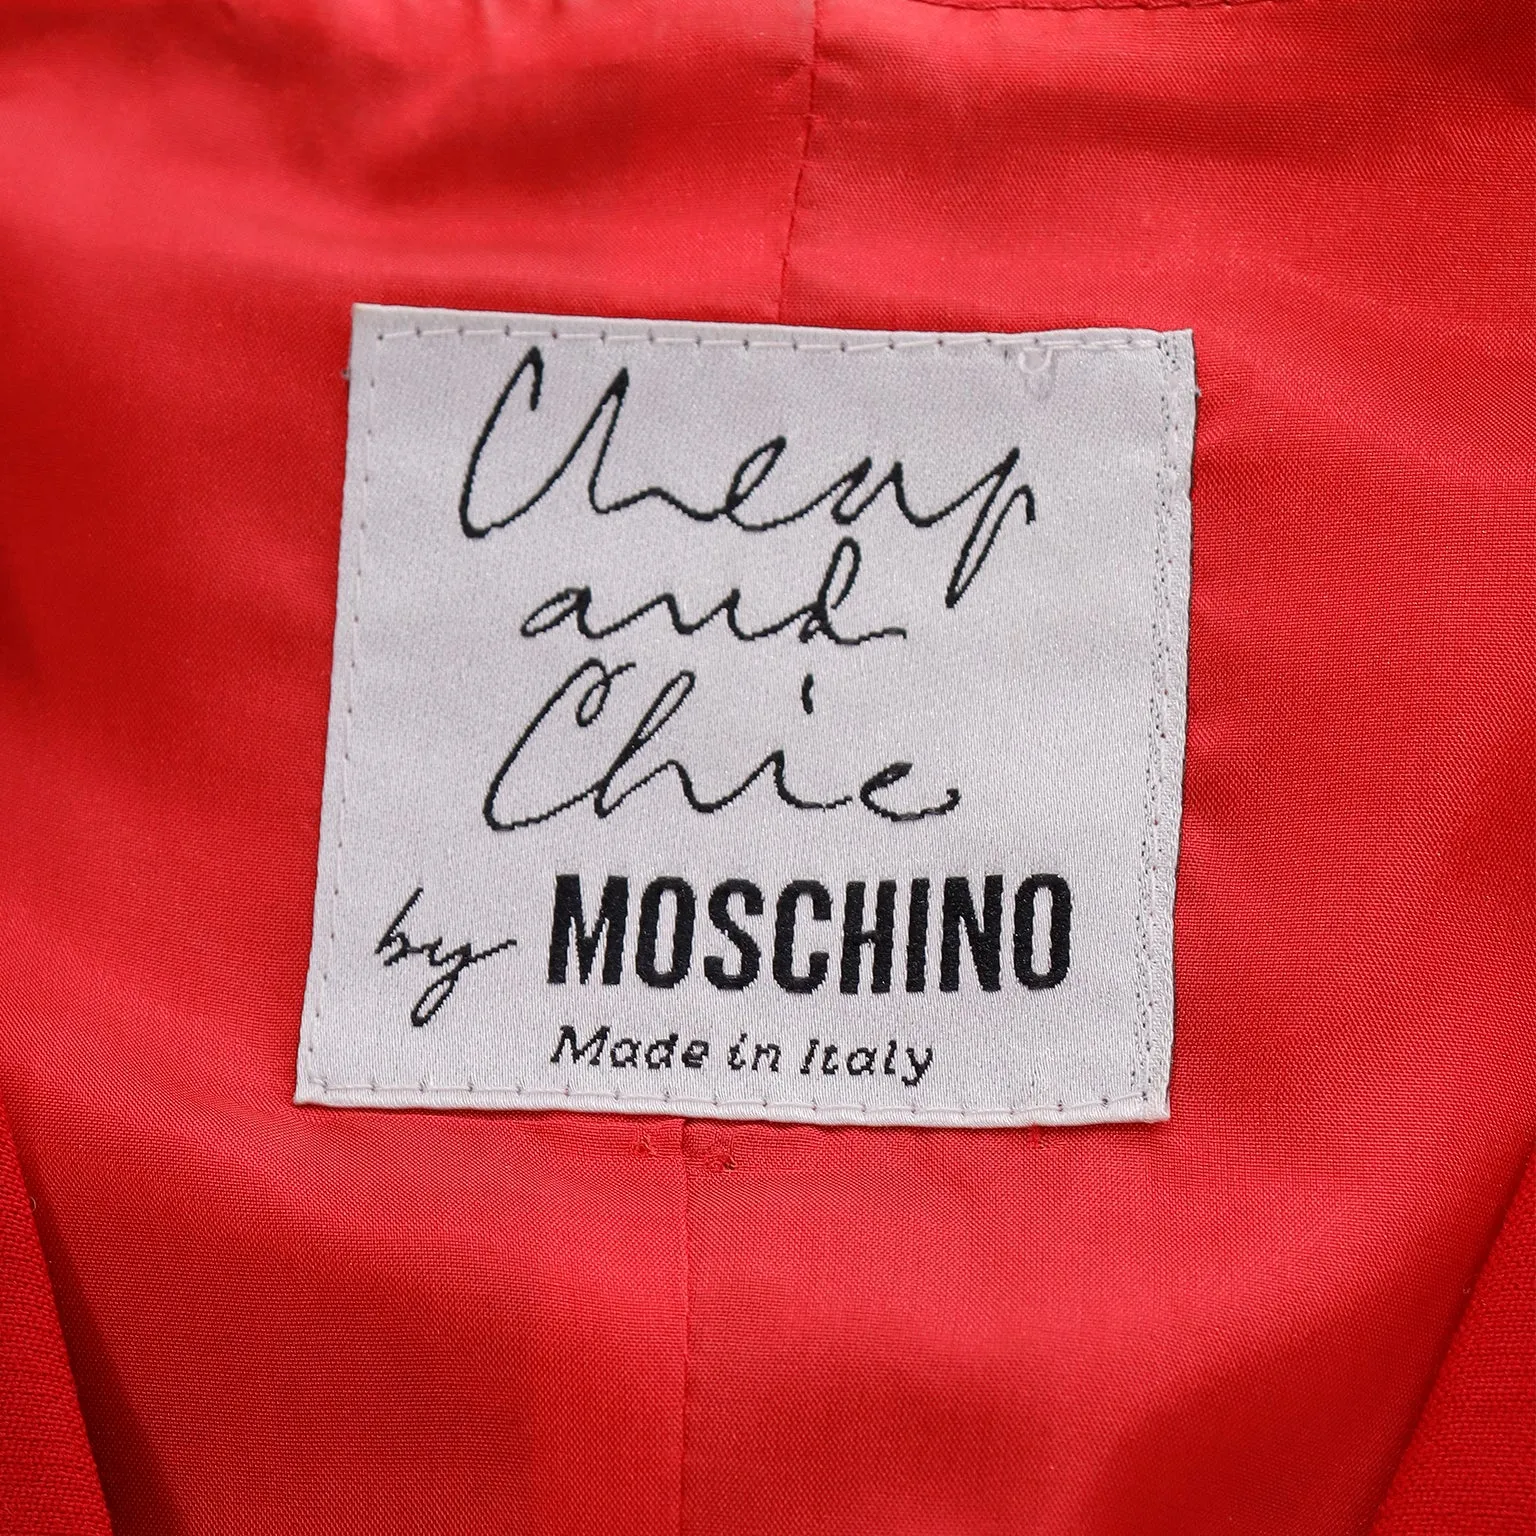 Cheap
and
Chic
by MOSCHINO
Made in Italy